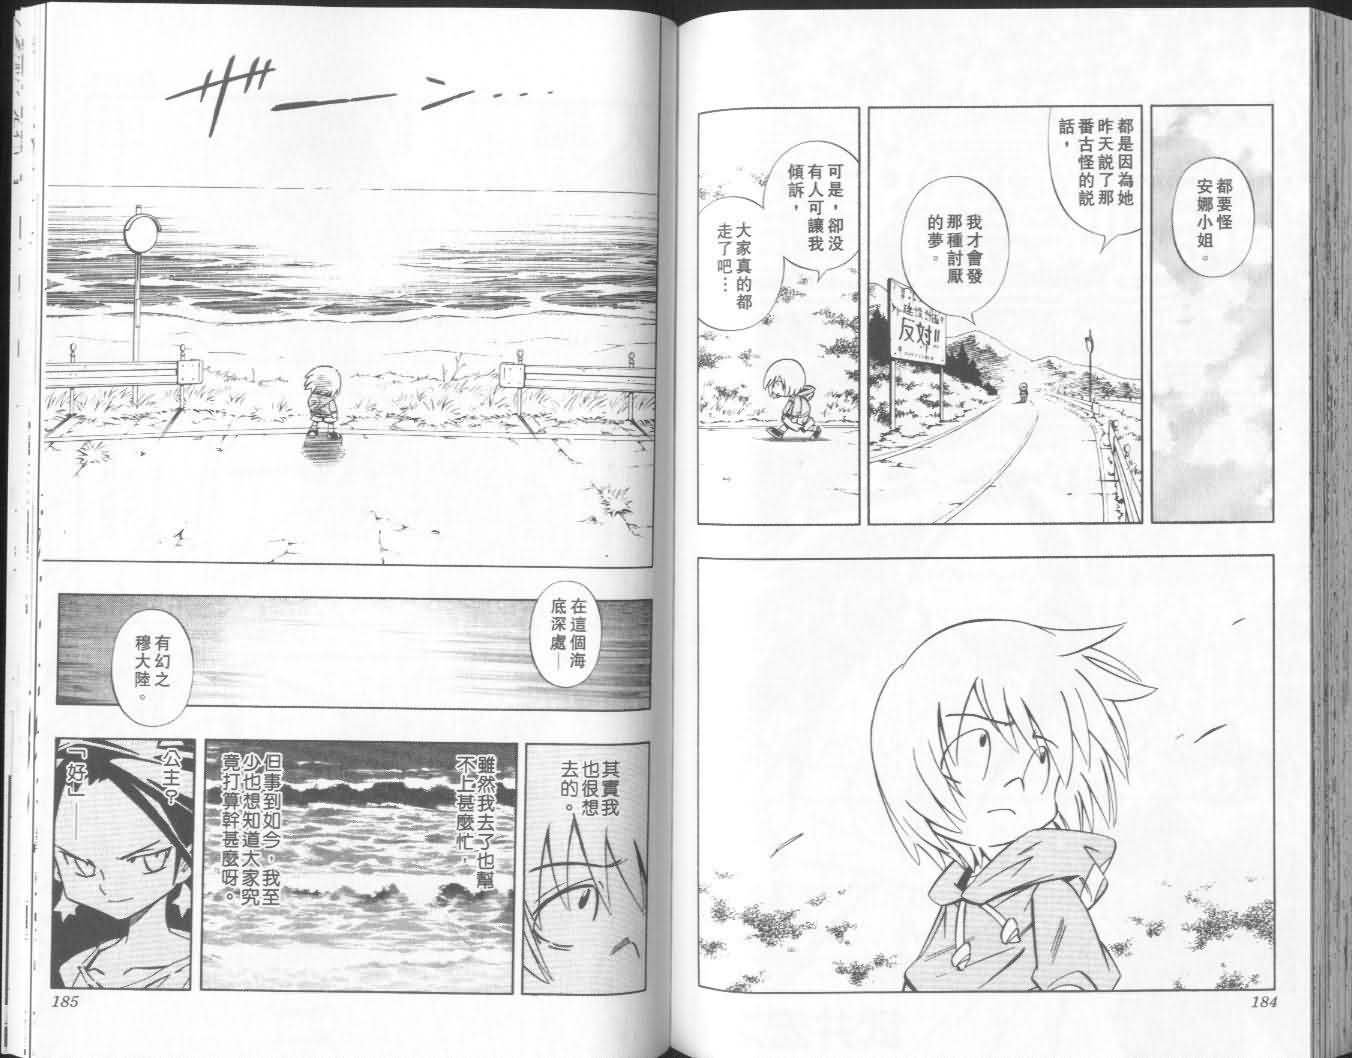 都要怪
安娜小姐。
都是因為她
昨天説了那
番古怪的説
話，
我才會發
那種討厭
的夢。
反對!!
可是，卻没
有人可讓我
傾訴，
大家真的都
走了吧…
184
ザーン...
在這個海
底深處—
有幻之
穆大陸。
其實我
也很想
去的。
雖然我去了也幫
不上甚麼忙，
但事到如今，我至
少也想知道大家究
竟打算幹甚麼呀。
公主？
「好」——
185